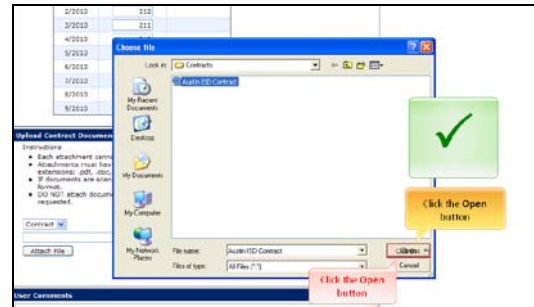 2/2010 212
3/2010 211
4/2010
5/2010
6/2010
7/2010
8/2010
9/2010
Choose file
Look in: Contracts
Austin ISD Contract
My Recent
Documents
Desktop
My Documents
My Computer
My Network
Places
File name: Austin ISD Contract
Files of type: All Files (*.*)
Cancel
Click the Open
button
Click the Open
button
Upload Contract Documen
Instructions
Each attachment cann
Attachments must hav
extensions: .pdf, .doc,
If documents are scan
format.
DO NOT attach docum
requested.
Contract
Attach File
User Comments